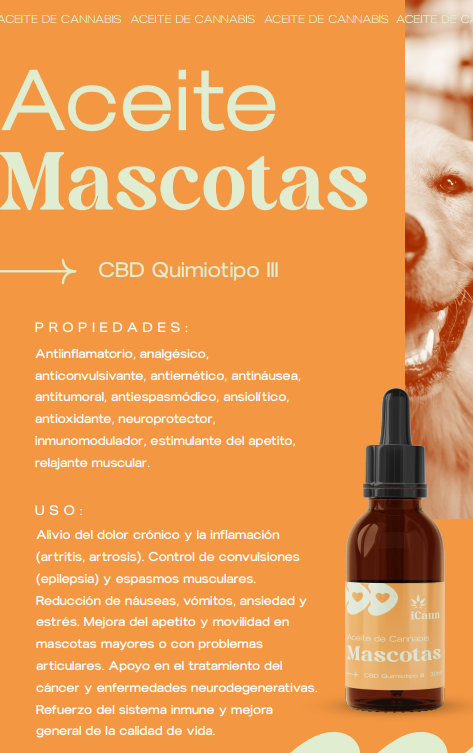 ACEITE DE CANNABIS ACEITE DE CANNABIS ACEITE DE CANNABIS ACEITE DE
Aceite
Mascotas
CBD Quimiotipo III
PROPIEDADES:
Antiinflamatorio, analgésico,
anticonvulsivante, antiemético, antináusea,
antitumoral, antiespasmódico, ansiolítico,
antioxidante, neuroprotector,
inmunomodulador, estimulante del apetito,
relajante muscular.
USO:
Alivio del dolor crónico y la inflamación
(artritis, artrosis). Control de convulsiones
(epilepsia) y espasmos musculares.
Reducción de náuseas, vómitos, ansiedad y
estrés. Mejora del apetito y movilidad en
mascotas mayores o con problemas
articulares. Apoyo en el tratamiento del
cáncer y enfermedades neurodegenerativas.
Refuerzo del sistema inmune y mejora
general de la calidad de vida.
iCann
Aceite de Cannabis
Mascotas
CBD Quimiotipo